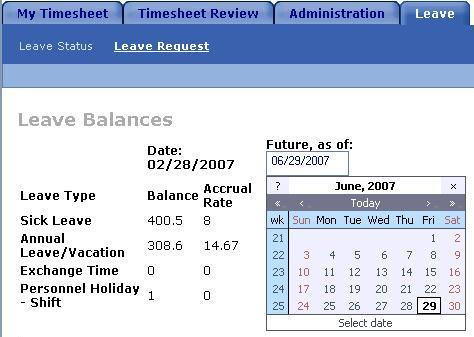 My Timesheet Timesheet Review Administration Leave
Leave Status Leave Request
Leave Balances
Date: Future, as of:
02/28/2007 06/29/2007
Leave Type Balance Accrual Rate
Sick Leave 400.5 8
Annual Leave/Vacation 308.6 14.67
Exchange Time 0 0
Personnel Holiday - Shift 1 0
? June, 2007 ×
« ‹ Today › »
wk Sun Mon Tue Wed Thu Fri Sat
21 1 2
22 3 4 5 6 7 8 9
23 10 11 12 13 14 15 16
24 17 18 19 20 21 22 23
25 24 25 26 27 28 29 30
Select date